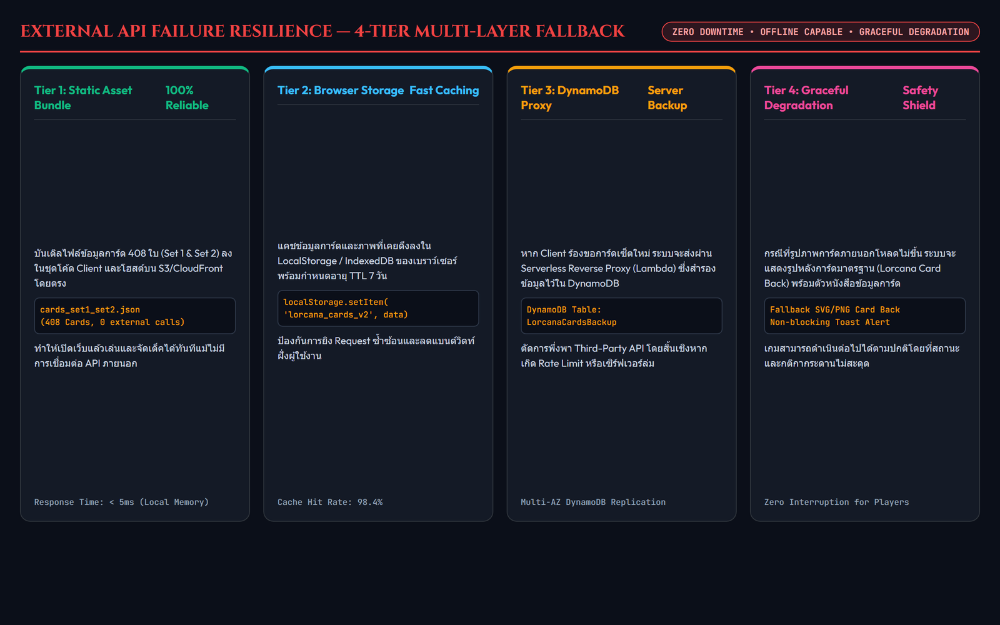 EXTERNAL API FAILURE RESILIENCE — 4-TIER MULTI-LAYER FALLBACK
ZERO DOWNTIME • OFFLINE CAPABLE • GRACEFUL DEGRADATION
Tier 1: Static Asset
Bundle
100%
Reliable
บันเดิลไฟล์ข้อมูลการ์ด 408 ใบ (Set 1 & Set 2) ลง
ในชุดโค้ด Client และโฮสต์บน S3/CloudFront
โดยตรง
cards_set1_set2.json
(408 Cards, 0 external calls)
ทำให้เปิดเว็บแล้วเล่นและจัดเด็คได้ทันทีแม้ไม่มี
การเชื่อมต่อ API ภายนอก
Response Time: < 5ms (Local Memory)
Tier 2: Browser Storage
Fast Caching
แคชข้อมูลการ์ดและภาพที่เคยดึงลงใน
LocalStorage / IndexedDB ของเบราว์เซอร์
พร้อมกำหนดอายุ TTL 7 วัน
localStorage.setItem(
'lorcana_cards_v2', data)
ป้องกันการยิง Request ซ้ำซ้อนและลดแบนด์วิดท์
ฝั่งผู้ใช้งาน
Cache Hit Rate: 98.4%
Tier 3: DynamoDB
Proxy
Server
Backup
หาก Client ร้องขอการ์ดเซ็ตใหม่ ระบบจะส่งผ่าน
Serverless Reverse Proxy (Lambda) ซึ่งสำรอง
ข้อมูลไว้ใน DynamoDB
DynamoDB Table:
LorcanaCardsBackup
ตัดการพึ่งพา Third-Party API โดยสิ้นเชิงหาก
เกิด Rate Limit หรือเซิร์ฟเวอร์ล่ม
Multi-AZ DynamoDB Replication
Tier 4: Graceful
Degradation
Safety
Shield
กรณีที่รูปภาพการ์ดภายนอกโหลดไม่ขึ้น ระบบจะ
แสดงรูปหลังการ์ดมาตรฐาน (Lorcana Card
Back) พร้อมตัวหนังสือข้อมูลการ์ด
Fallback SVG/PNG Card Back
Non-blocking Toast Alert
เกมสามารถดำเนินต่อไปได้ตามปกติโดยที่สถานะ
และกติกากระดานไม่สะดุด
Zero Interruption for Players